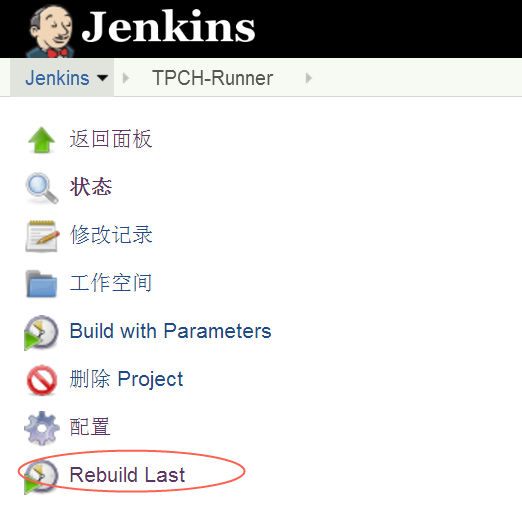 Jenkins
Jenkins TPCH-Runner
返回面板
状态
修改记录
工作空间
Build with Parameters
删除 Project
配置
Rebuild Last